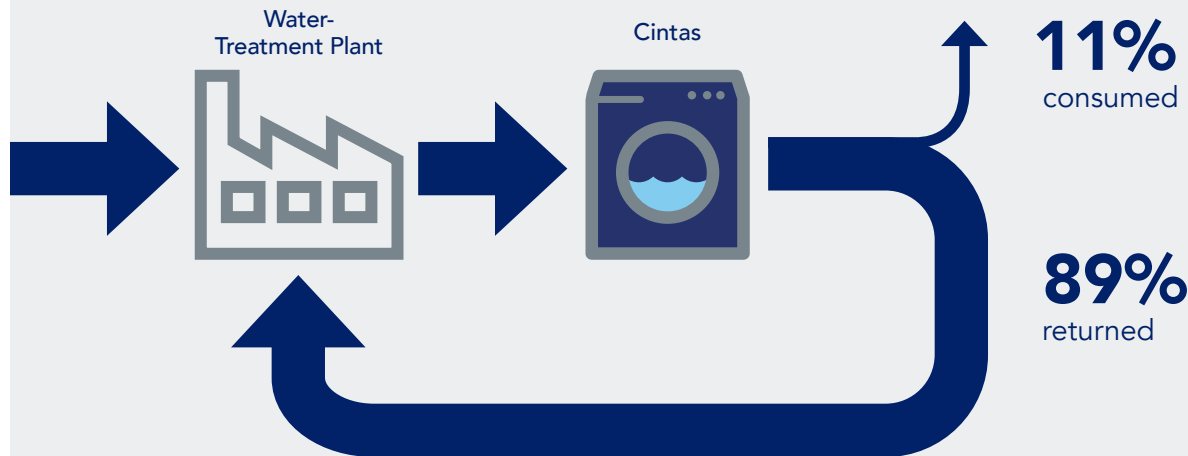 Water-
Treatment Plant
Cintas
11%
consumed
89%
returned